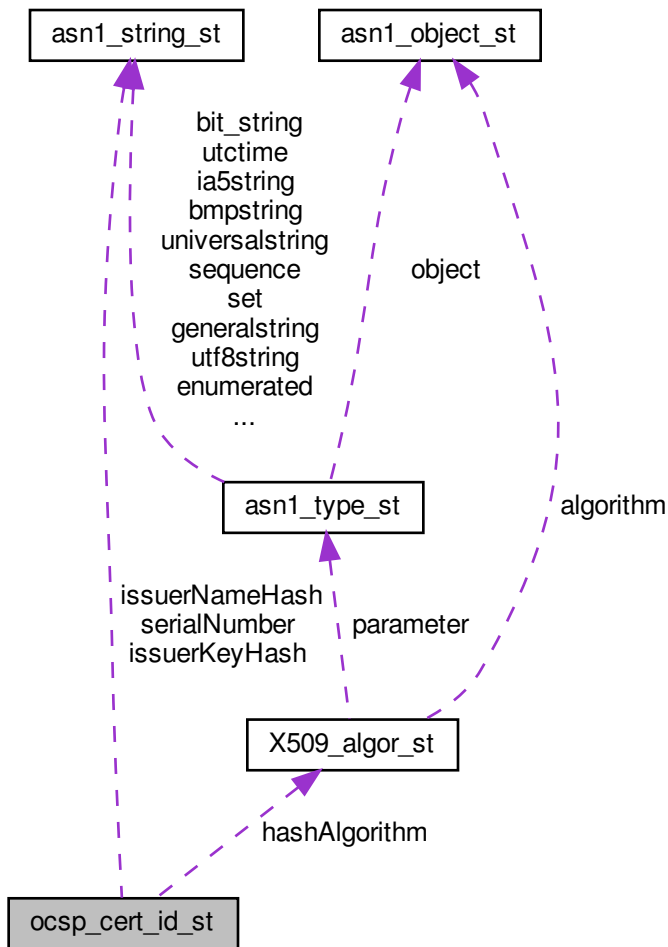 asn1_string_st
asn1_object_st
bit_string
utctime
ia5string
bmpstring
universalstring
sequence
set
generalstring
utf8string
enumerated
...
object
asn1_type_st
algorithm
issuerNameHash
serialNumber
issuerKeyHash
parameter
X509_algor_st
hashAlgorithm
ocsp_cert_id_st